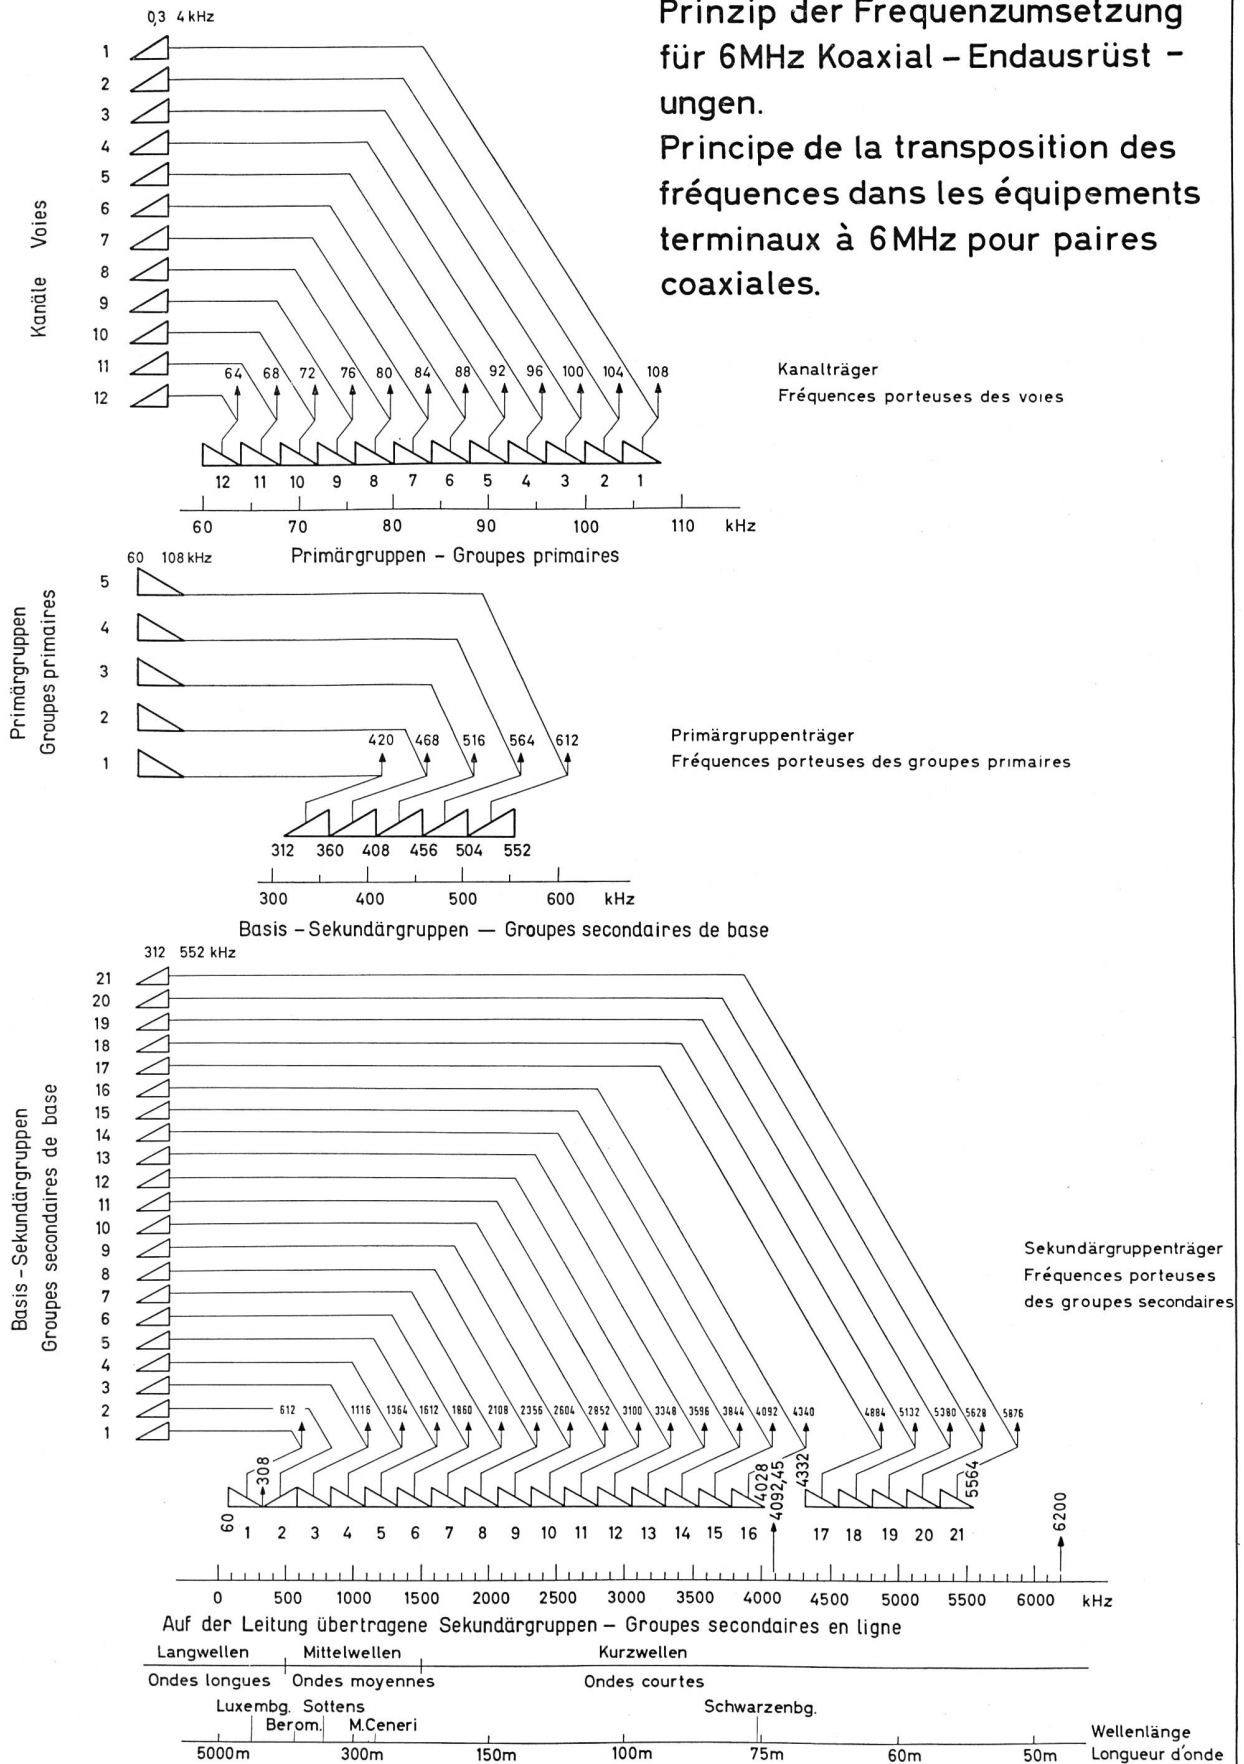 Prinzip der Frequenzumsetzung
für 6MHz Koaxial – Endausrüst –
ungen.
Principe de la transposition des
fréquences dans les équipements
terminaux à 6MHz pour paires
coaxiales.
0,3 4 kHz
Kanäle Voies
1
2
3
4
5
6
7
8
9
10
11
12
64 68 72 76 80 84 88 92 96 100 104 108
Kanalträger
Fréquences porteuses des voies
12 11 10 9 8 7 6 5 4 3 2 1
60 70 80 90 100 110 kHz
Primärgruppen – Groupes primaires
60 108 kHz
Primärgruppen
Groupes primaires
5
4
3
2
1
420 468 516 564 612
Primärgruppenträger
Fréquences porteuses des groupes primaires
312 360 408 456 504 552
300 400 500 600 kHz
Basis – Sekundärgruppen — Groupes secondaires de base
312 552 kHz
Basis – Sekundärgruppen
Groupes secondaires de base
21
20
19
18
17
16
15
14
13
12
11
10
9
8
7
6
5
4
3
2
1
Sekundärgruppenträger
Fréquences porteuses
des groupes secondaires
612 1116 1364 1612 1860 2108 2356 2604 2852 3100 3348 3596 3844 4092 4340 4884 5132 5380 5628 5876
60 308 4028 4092,45 4332 5564 6200
1 2 3 4 5 6 7 8 9 10 11 12 13 14 15 16 17 18 19 20 21
0 500 1000 1500 2000 2500 3000 3500 4000 4500 5000 5500 6000 kHz
Auf der Leitung übertragene Sekundärgruppen – Groupes secondaires en ligne
Langwellen Mittelwellen Kurzwellen
Ondes longues Ondes moyennes Ondes courtes
Luxembg. Sottens Schwarzenbg.
Berom. M.Ceneri
Wellenlänge
5000m 300m 150m 100m 75m 60m 50m Longueur d'onde